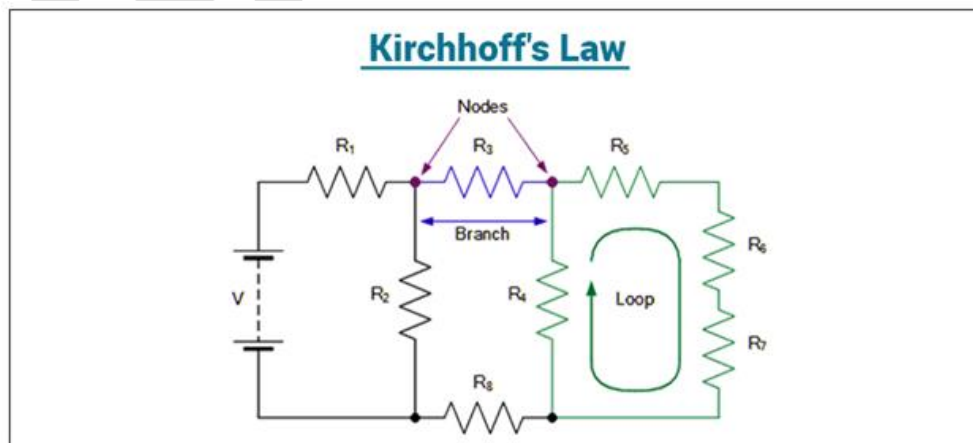 Kirchhoff's Law
Nodes
R₁
R₃
R₅
Branch
R₆
V
R₂
R₄
Loop
R₇
R₈